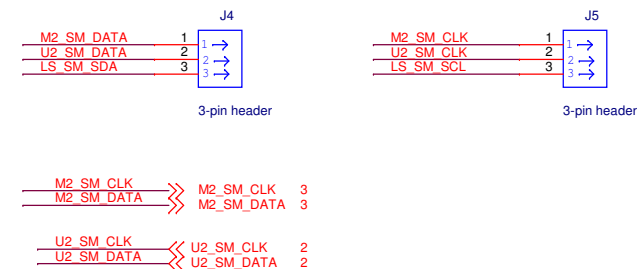 J4
M2_SM_DATA 1 1
U2_SM_DATA 2 2
LS_SM_SDA 3 3
3-pin header
J5
M2_SM_CLK 1 1
U2_SM_CLK 2 2
LS_SM_SCL 3 3
3-pin header
M2_SM_CLK M2_SM_CLK 3
M2_SM_DATA M2_SM_DATA 3
U2_SM_CLK U2_SM_CLK 2
U2_SM_DATA U2_SM_DATA 2